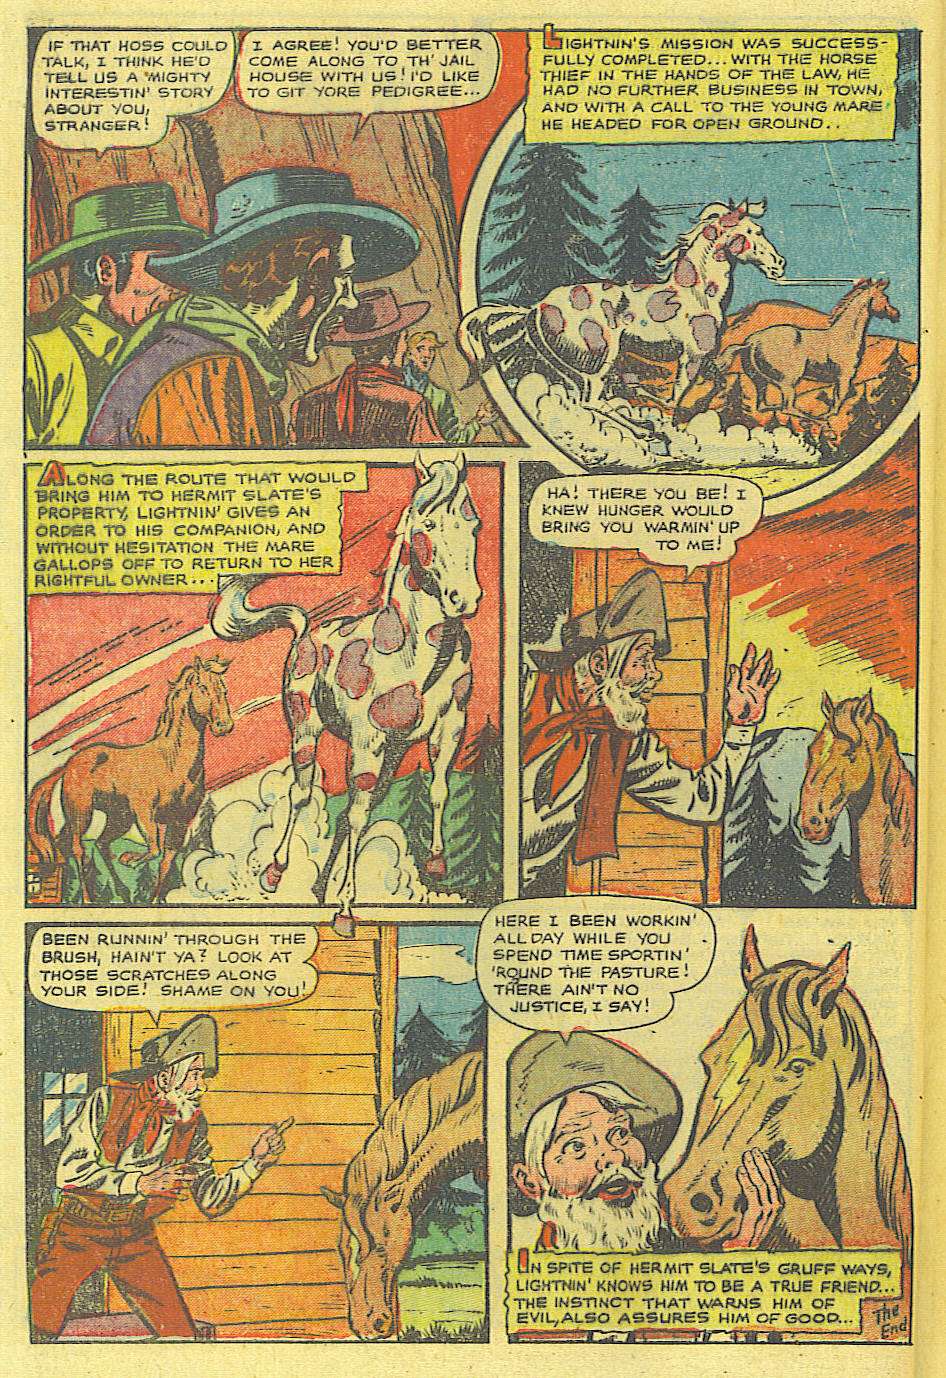 IF THAT HOSS COULD
TALK, I THINK HE'D
TELL US A MIGHTY
INTERESTIN' STORY
ABOUT YOU,
STRANGER!
I AGREE! YOU'D BETTER
COME ALONG TO TH' JAIL
HOUSE WITH US! I'D LIKE
TO GIT YORE PEDIGREE...
LIGHTNIN'S MISSION WAS SUCCESS-
FULLY COMPLETED... WITH THE HORSE
THIEF IN THE HANDS OF THE LAW, HE
HAD NO FURTHER BUSINESS IN TOWN,
AND WITH A CALL TO THE YOUNG MARE
HE HEADED FOR OPEN GROUND..
ALONG THE ROUTE THAT WOULD
BRING HIM TO HERMIT SLATE'S
PROPERTY, LIGHTNIN' GIVES AN
ORDER TO HIS COMPANION, AND
WITHOUT HESITATION THE MARE
GALLOPS OFF TO RETURN TO HER
RIGHTFUL OWNER...
HA! THERE YOU BE! I
KNEW HUNGER WOULD
BRING YOU WARMIN' UP
TO ME!
BEEN RUNNIN' THROUGH THE
BRUSH, HAIN'T YA? LOOK AT
THOSE SCRATCHES ALONG
YOUR SIDE! SHAME ON YOU!
HERE I BEEN WORKIN'
ALL DAY WHILE YOU
SPEND TIME SPORTIN'
'ROUND THE PASTURE!
THERE AIN'T NO
JUSTICE, I SAY!
IN SPITE OF HERMIT SLATE'S GRUFF WAYS,
LIGHTNIN' KNOWS HIM TO BE A TRUE FRIEND...
THE INSTINCT THAT WARNS HIM OF
EVIL, ALSO ASSURES HIM OF GOOD...
The
End